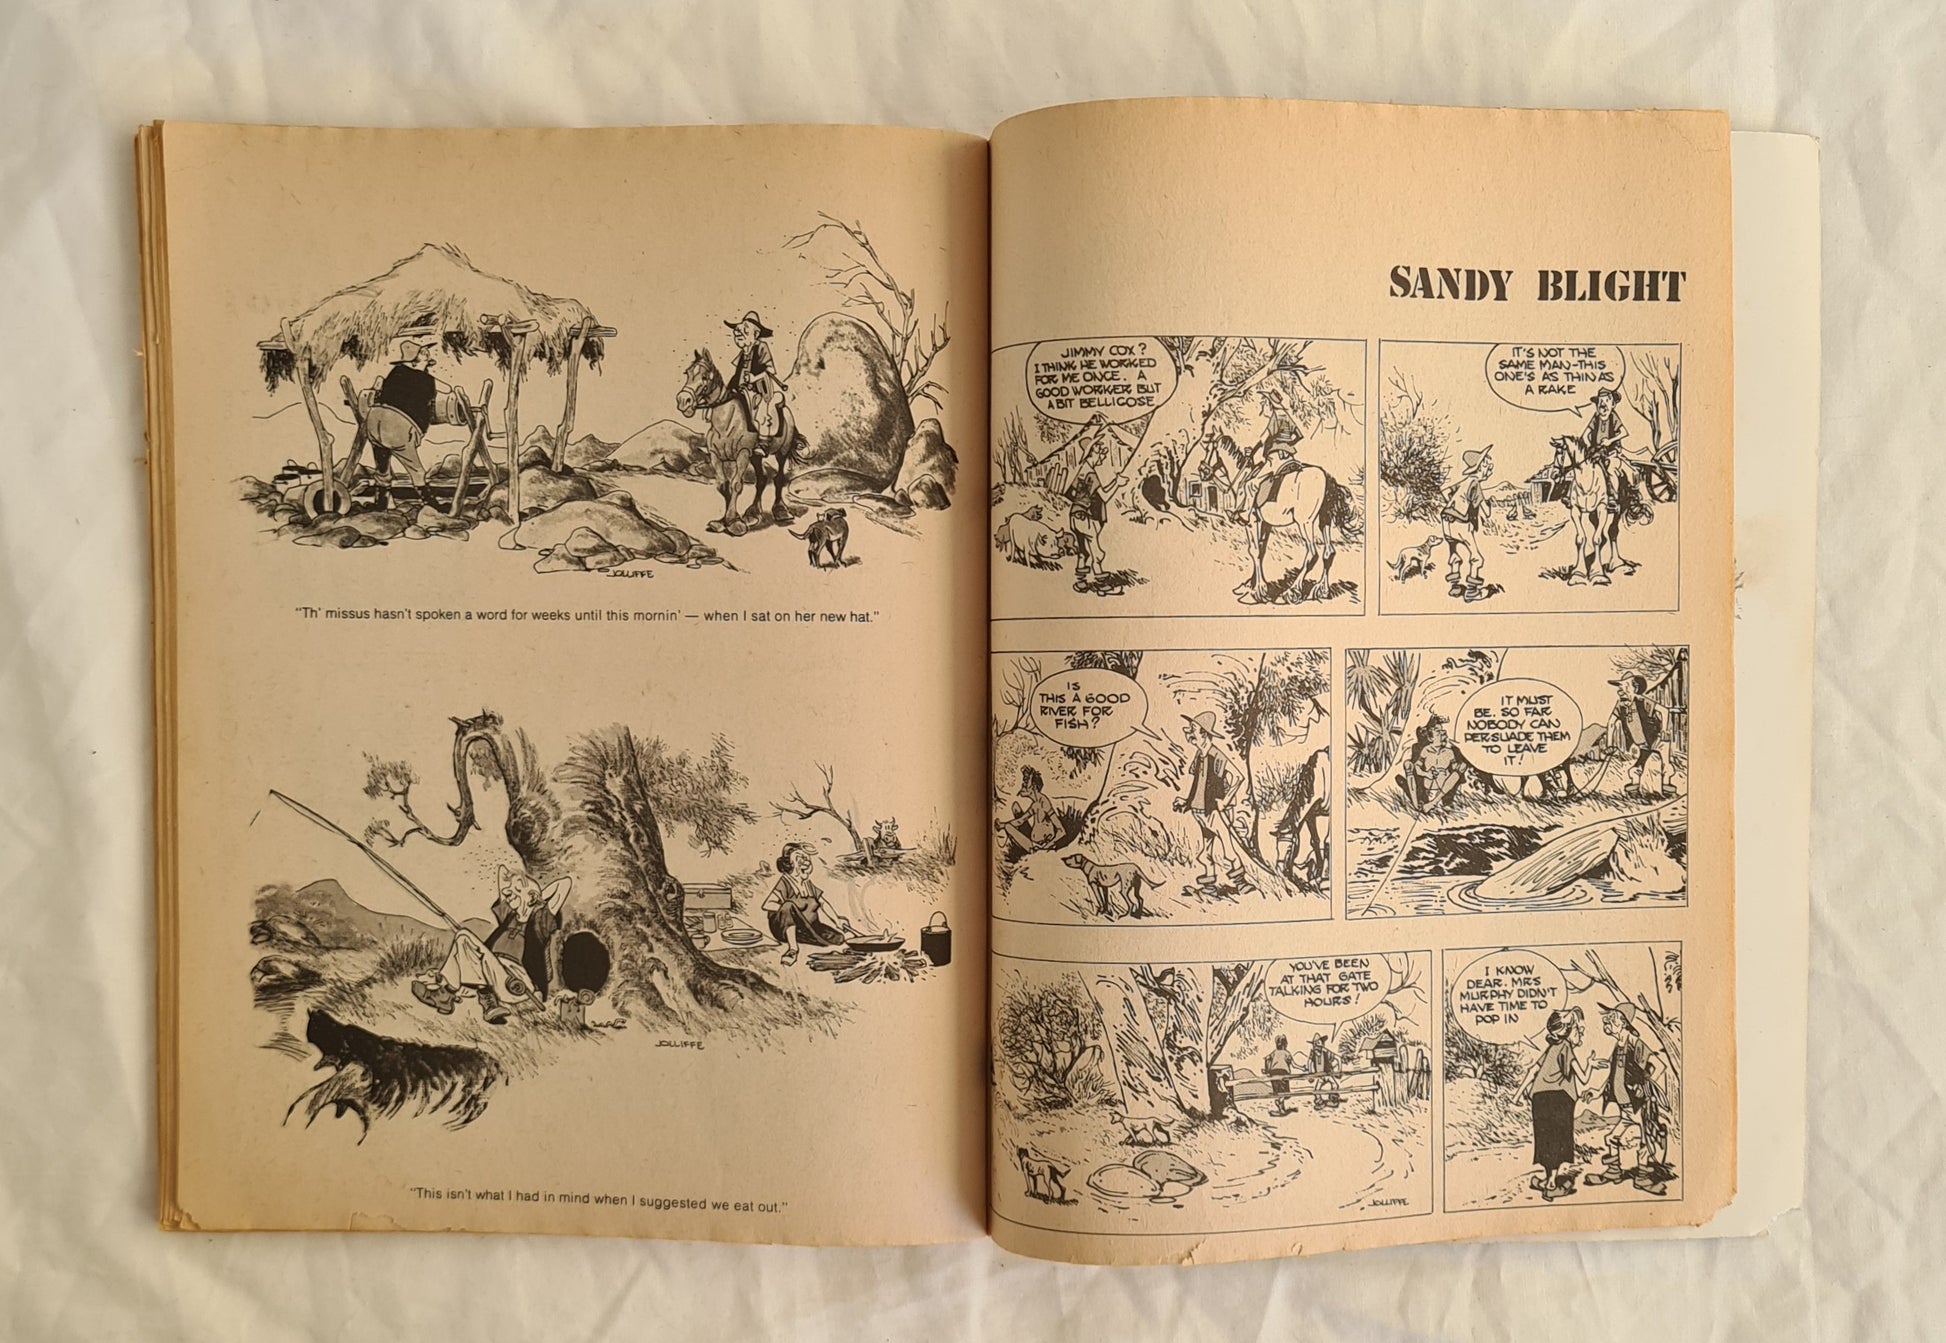 JOLLIFFE
"Th' missus hasn't spoken a word for weeks until this mornin' — when I sat on her new hat."
JOLLIFFE
"This isn't what I had in mind when I suggested we eat out."
SANDY BLIGHT
JIMMY COX?
I THINK HE WORKED
FOR ME ONCE. A
GOOD WORKER BUT
A BIT BELLICOSE
IT'S NOT THE
SAME MAN-THIS
ONE'S AS THIN AS
A RAKE
IS
THIS A GOOD
RIVER FOR
FISH?
IT MUST
BE. SO FAR
NOBODY CAN
PERSUADE THEM
TO LEAVE
IT!
YOU'VE BEEN
AT THAT GATE
TALKING FOR TWO
HOURS!
JOLLIFFE
I KNOW
DEAR. MRS
MURPHY DIDN'T
HAVE TIME TO
POP IN